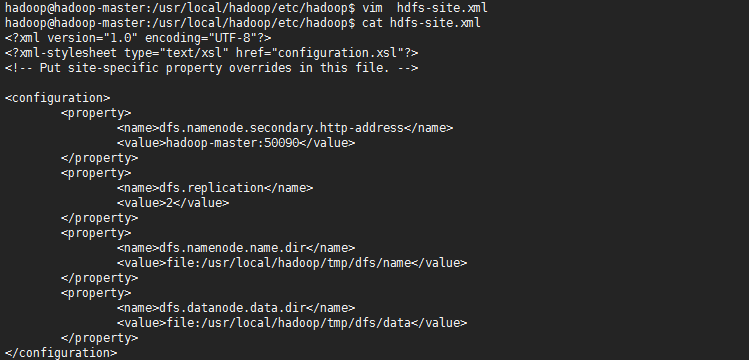 hadoop@hadoop-master:/usr/local/hadoop/etc/hadoop$ vim  hdfs-site.xml
hadoop@hadoop-master:/usr/local/hadoop/etc/hadoop$ cat hdfs-site.xml
<?xml version="1.0" encoding="UTF-8"?>
<?xml-stylesheet type="text/xsl" href="configuration.xsl"?>
<!-- Put site-specific property overrides in this file. -->

<configuration>
        <property>
                <name>dfs.namenode.secondary.http-address</name>
                <value>hadoop-master:50090</value>
        </property>
        <property>
                <name>dfs.replication</name>
                <value>2</value>
        </property>
        <property>
                <name>dfs.namenode.name.dir</name>
                <value>file:/usr/local/hadoop/tmp/dfs/name</value>
        </property>
        <property>
                <name>dfs.datanode.data.dir</name>
                <value>file:/usr/local/hadoop/tmp/dfs/data</value>
        </property>
</configuration>